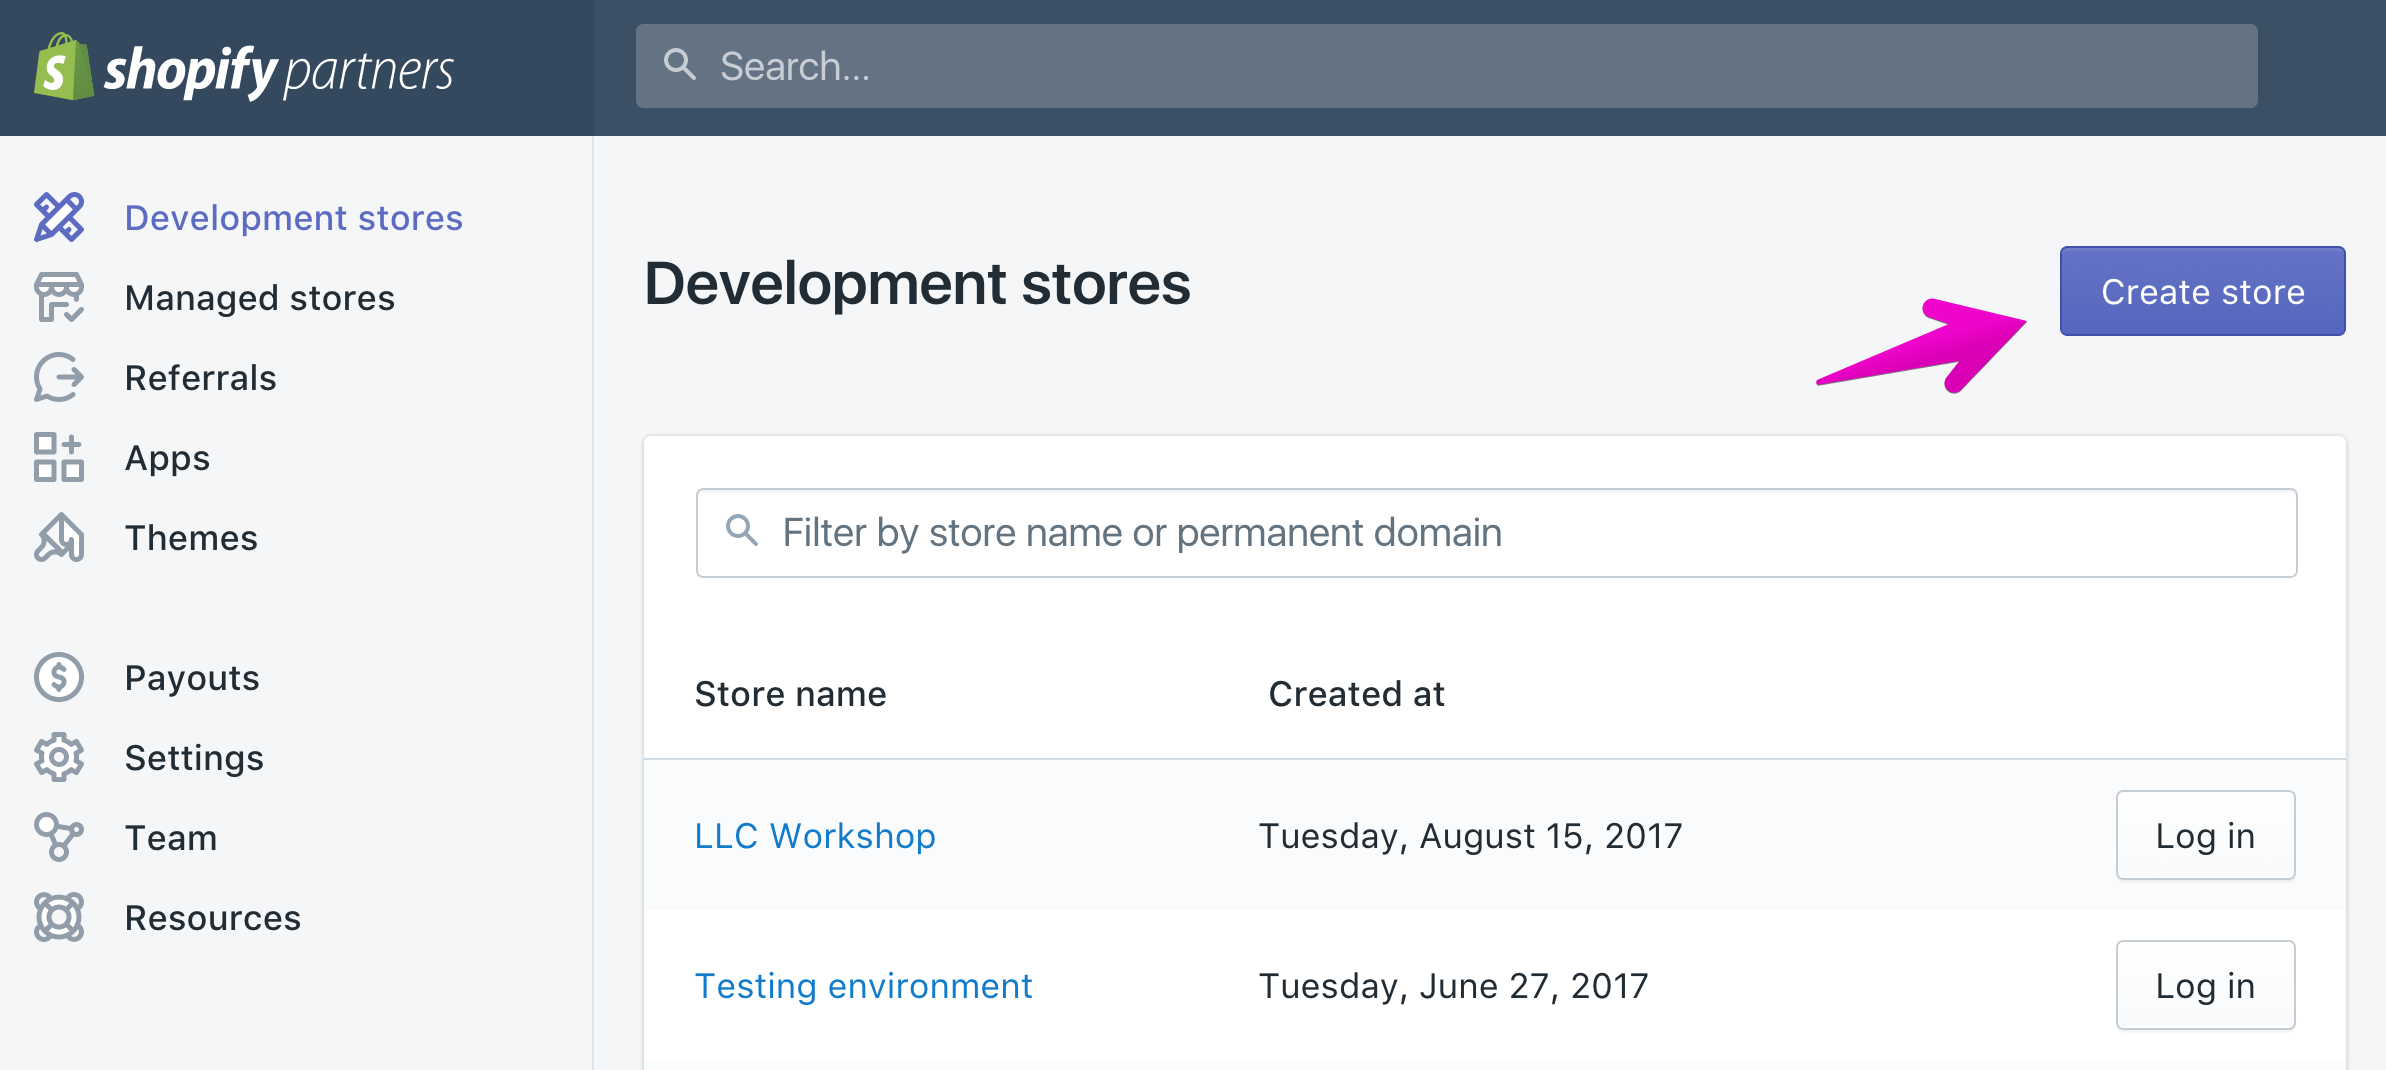 shopify partners
Search...
Development stores
Managed stores
Referrals
Apps
Themes
Payouts
Settings
Team
Resources
Development stores
Create store
Filter by store name or permanent domain
Store name Created at
LLC Workshop Tuesday, August 15, 2017 Log in
Testing environment Tuesday, June 27, 2017 Log in